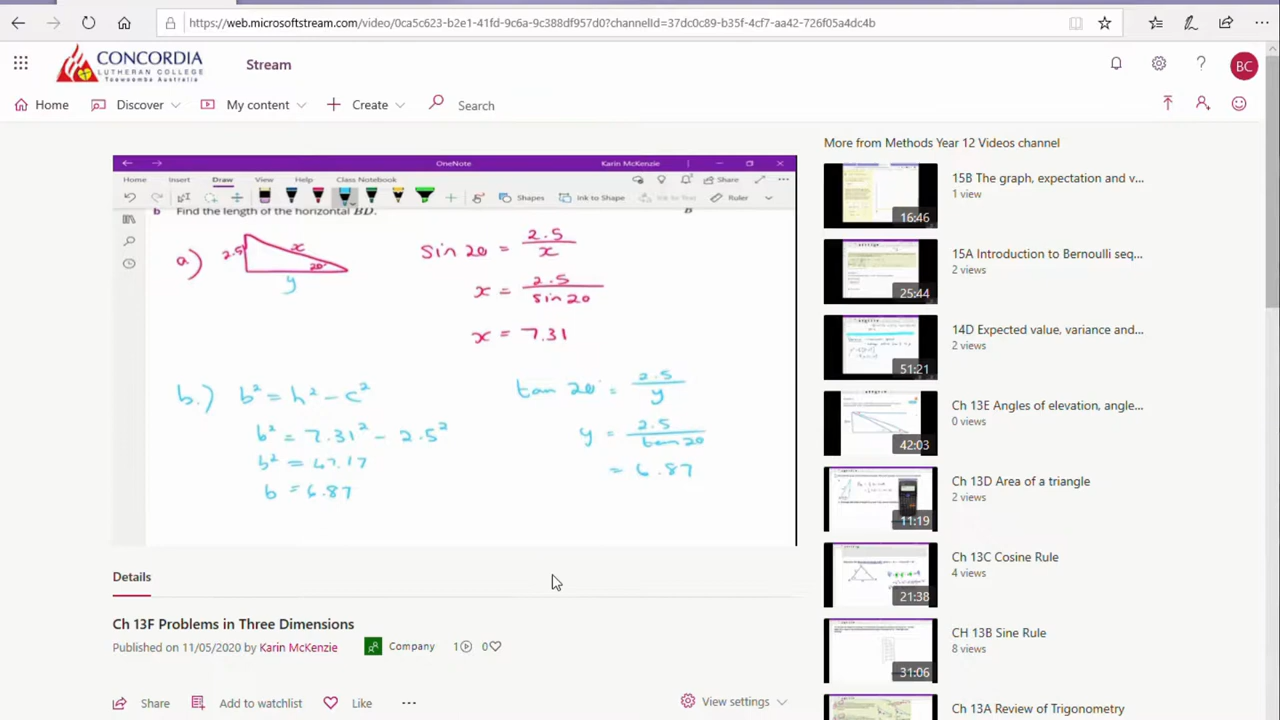 https://web.microsoftstream.com/video/0ca5c623-b2e1-41fd-9c6a-9c388df957d0?channelId=37dc0c89-b35f-4cf7-aa42-726f05a4dc4b
CONCORDIA
LUTHERAN COLLEGE
Toowoomba Australia
Stream
BC
Home
Discover
My content
Create
Search
OneNote
Karin McKenzie
Home Insert Draw View Help Class Notebook Share
Shapes Ink to Shape Ruler
b Find the length of the horizontal BD.
B
a)
2.5
x
20°
y
sin 20 = 2.5 / x
x = 2.5 / sin 20
x = 7.31
b² = h² - c²
b² = 7.31² - 2.5²
b² = 47.17
b = 6.87
tan 20 = 2.5 / y
y = 2.5 / tan 20
= 6.87
Details
Ch 13F Problems in Three Dimensions
Published on 11/05/2020 by Karin McKenzie
Company
1
0
Share
Add to watchlist
Like
View settings
More from Methods Year 12 Videos channel
15B The graph, expectation and v...
1 view
16:46
15A Introduction to Bernoulli seq...
2 views
25:44
14D Expected value, variance and...
2 views
51:21
Ch 13E Angles of elevation, angle...
0 views
42:03
Ch 13D Area of a triangle
2 views
11:19
Ch 13C Cosine Rule
4 views
21:38
CH 13B Sine Rule
8 views
31:06
Ch 13A Review of Trigonometry